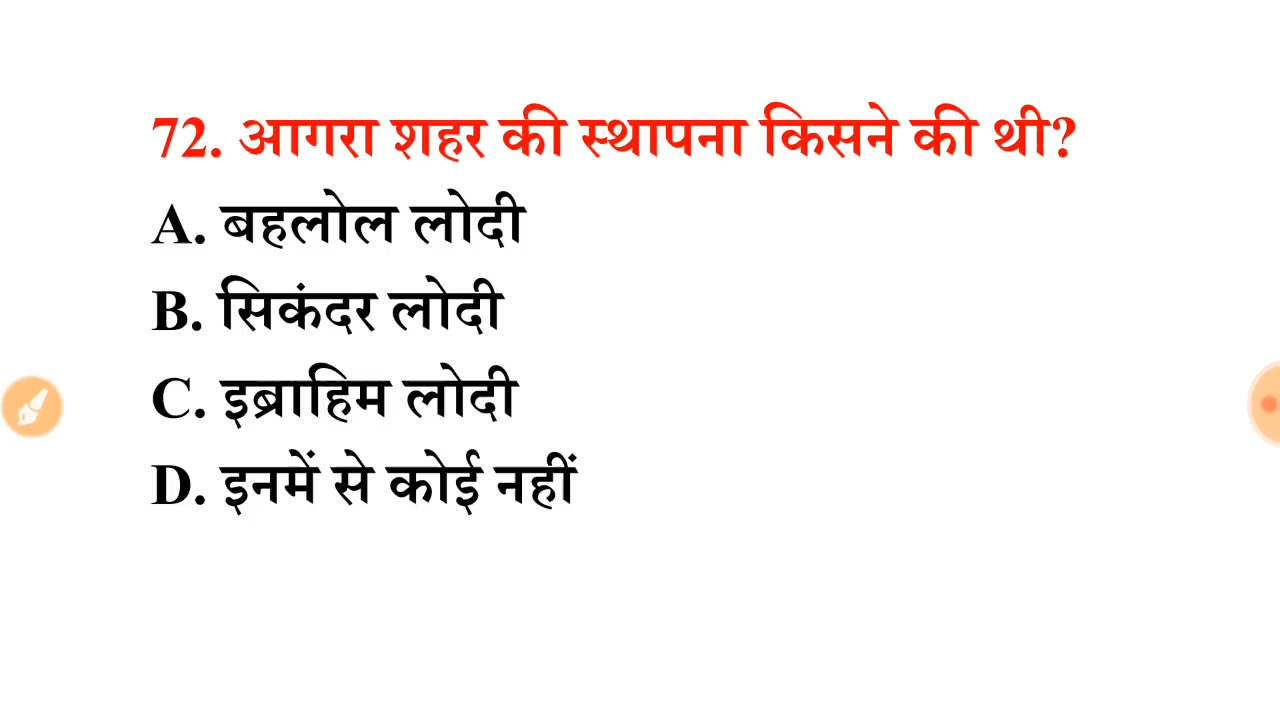 72. आगरा शहर की स्थापना किसने की थी?
A. बहलोल लोदी
B. सिकंदर लोदी
C. इब्राहिम लोदी
D. इनमें से कोई नहीं